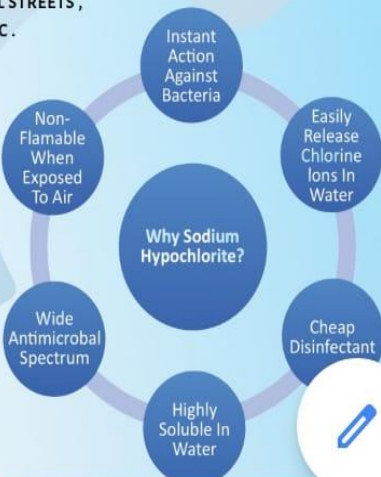 STREETS,
C.
Instant
Action
Against
Bacteria
Easily
Release
Chlorine
Ions In
Water
Cheap
Disinfectant
Highly
Soluble In
Water
Wide
Antimicrobal
Spectrum
Non-
Flamable
When
Exposed
To Air
Why Sodium
Hypochlorite?